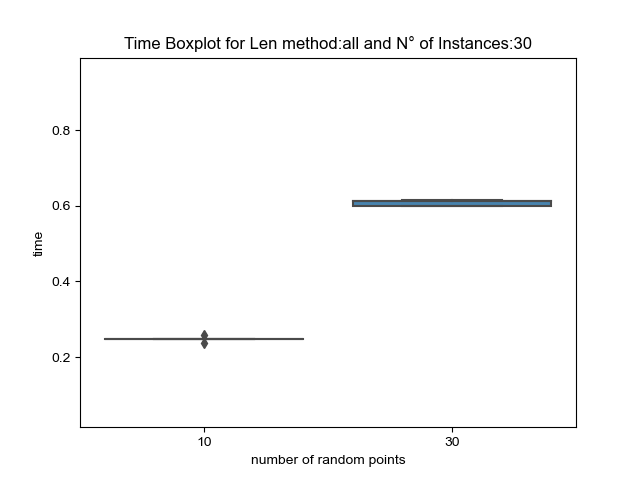 Time Boxplot for Len method:all and N° of Instances:30
0.8
0.6
0.4
0.2
time
10
30
number of random points